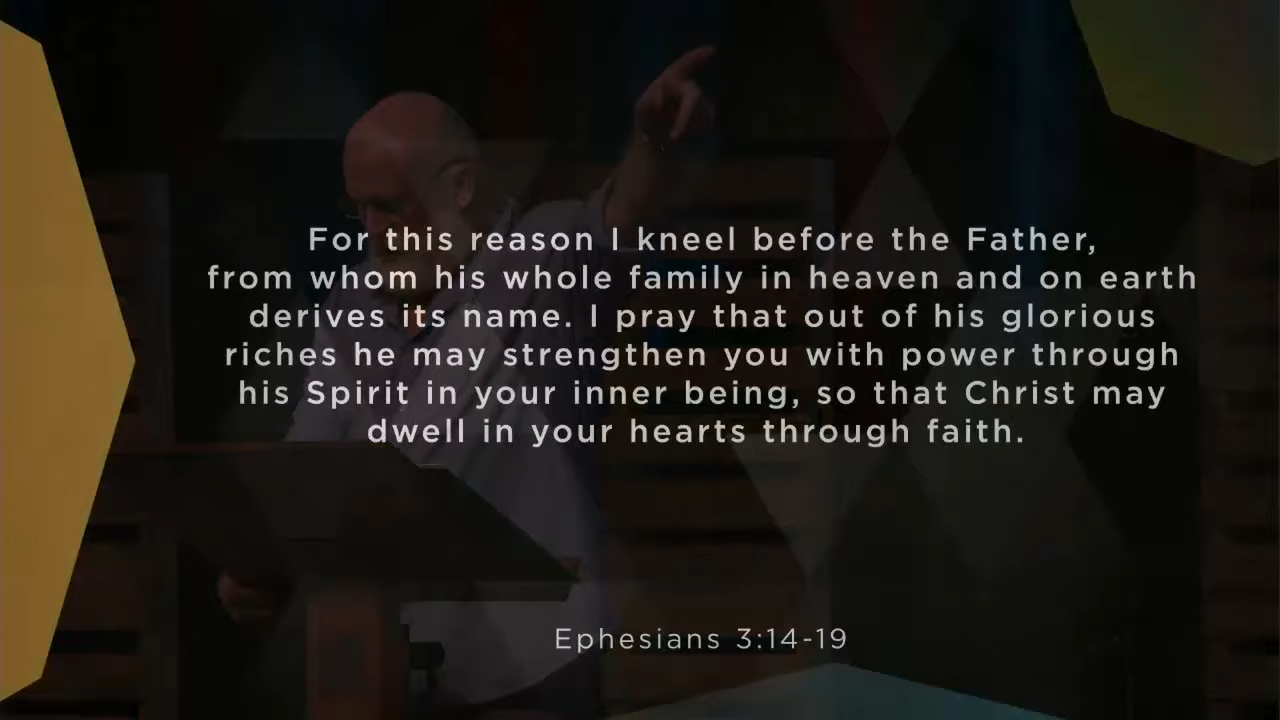 For this reason I kneel before the Father,
from whom his whole family in heaven and on earth
derives its name. I pray that out of his glorious
riches he may strengthen you with power through
his Spirit in your inner being, so that Christ may
dwell in your hearts through faith.
Ephesians 3:14-19